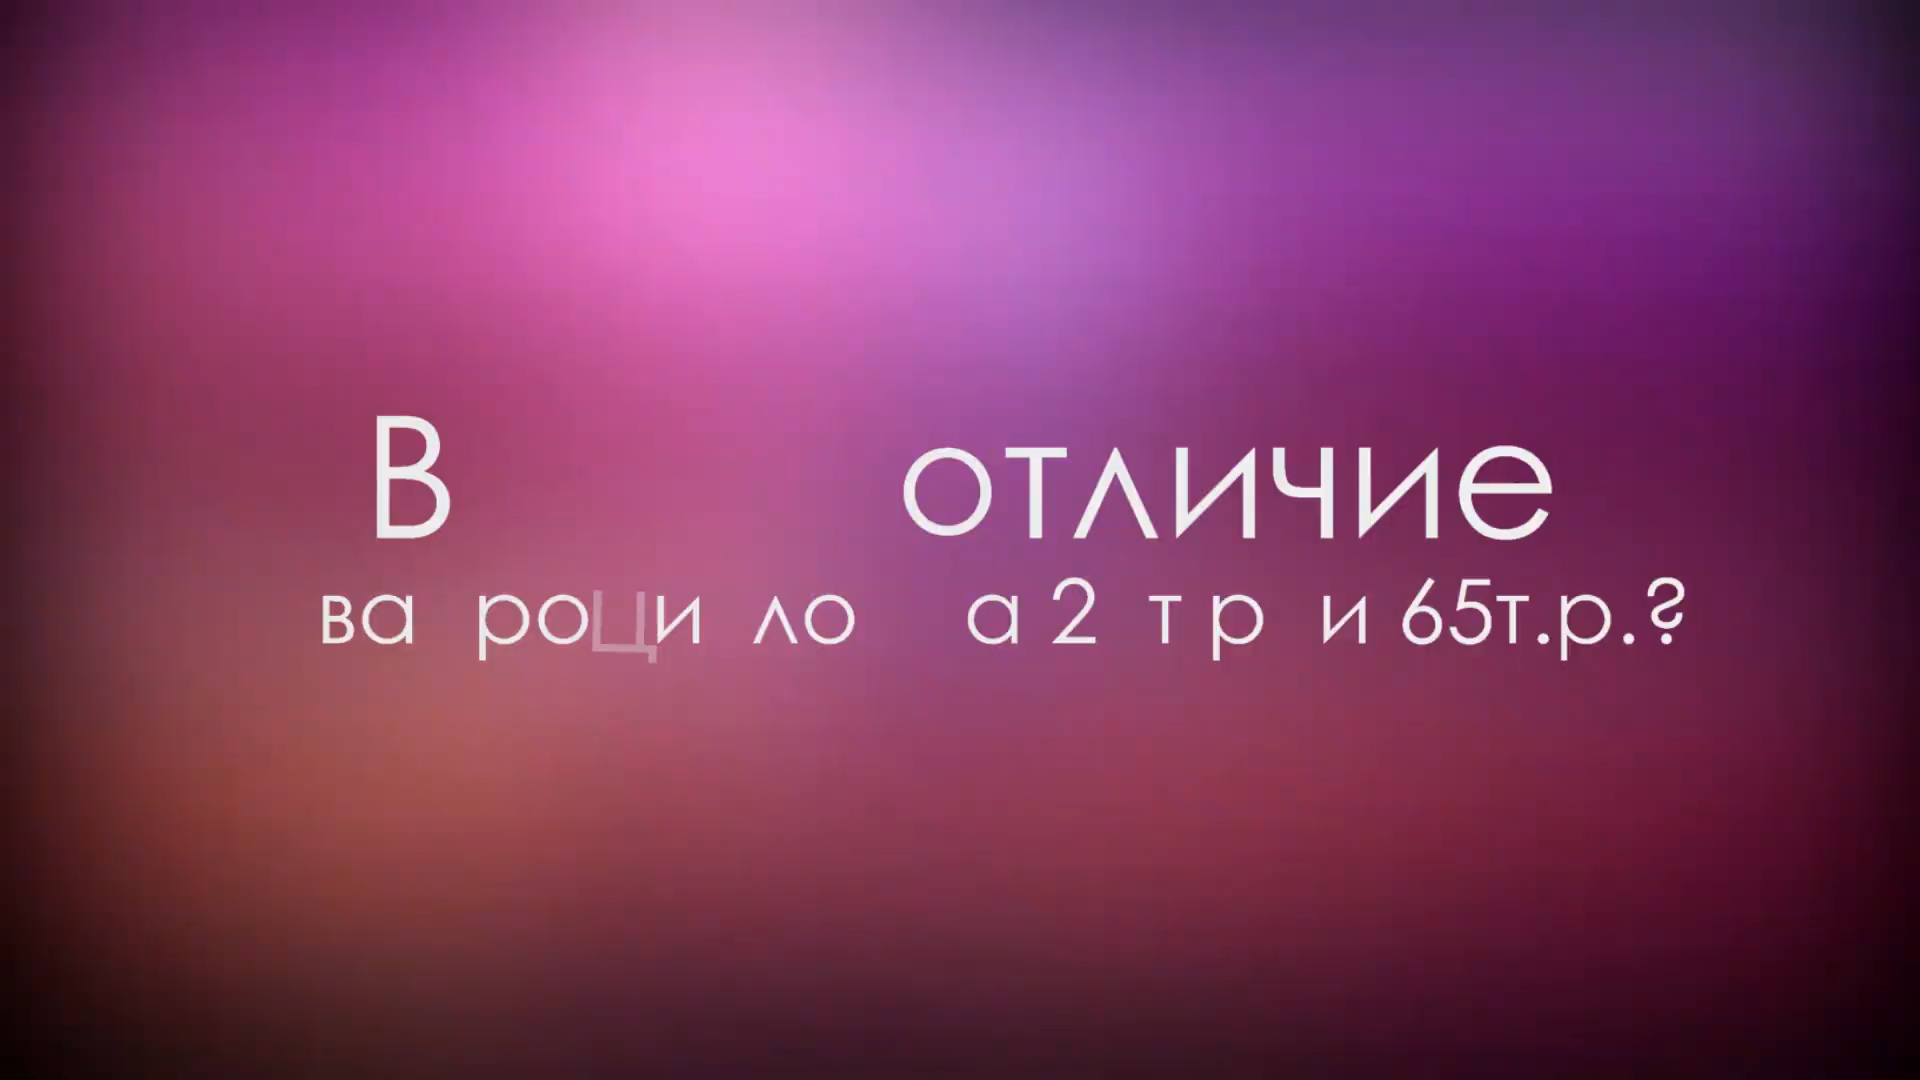 В отличие
ва роци ло а 2 т р и 65т.р.?